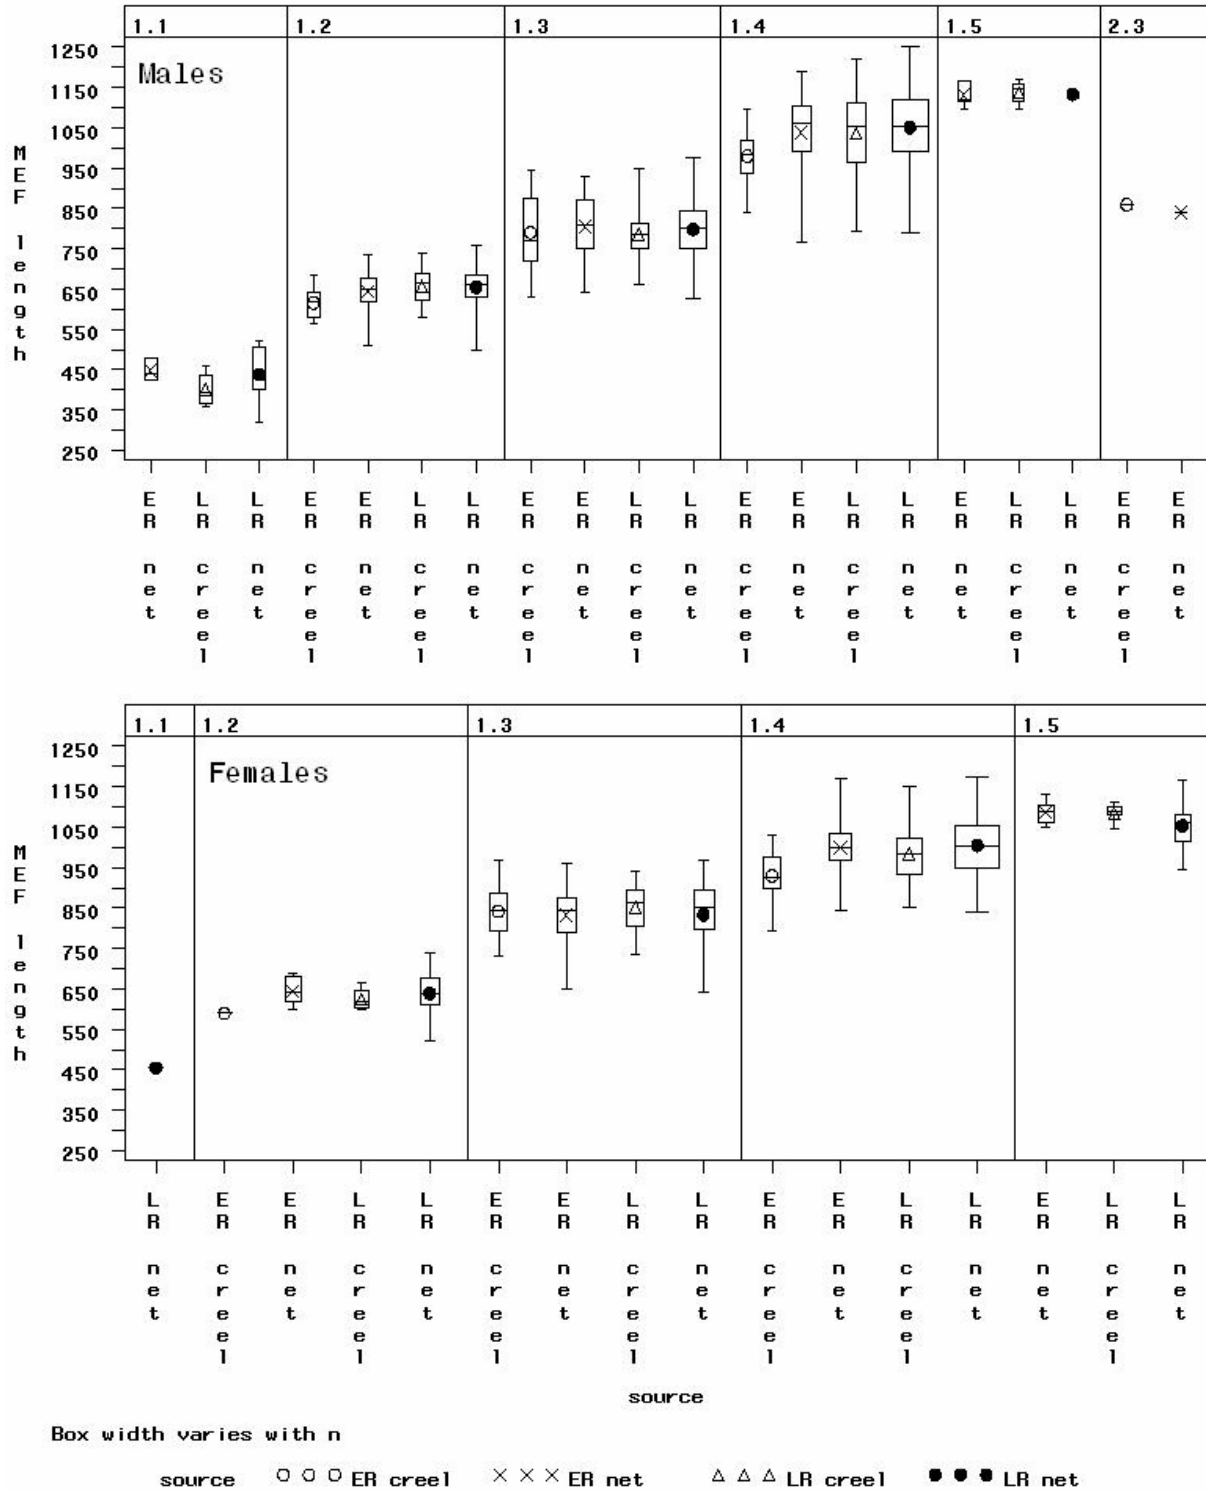 1.1 1.2 1.3 1.4 1.5 2.3
Males
MEF length
1250
1150
1050
950
850
750
650
550
450
350
250
ER net
LR creel
LR net
ER creel
ER net
LR creel
LR net
ER creel
ER net
LR creel
LR net
ER creel
ER net
LR creel
LR net
ER net
LR creel
LR net
ER creel
ER net
1.1 1.2 1.3 1.4 1.5
Females
MEF length
1250
1150
1050
950
850
750
650
550
450
350
250
LR net
ER creel
ER net
LR creel
LR net
ER creel
ER net
LR creel
LR net
ER creel
ER net
LR creel
LR net
ER net
LR creel
LR net
source
Box width varies with n
source ER creel ER net LR creel LR net